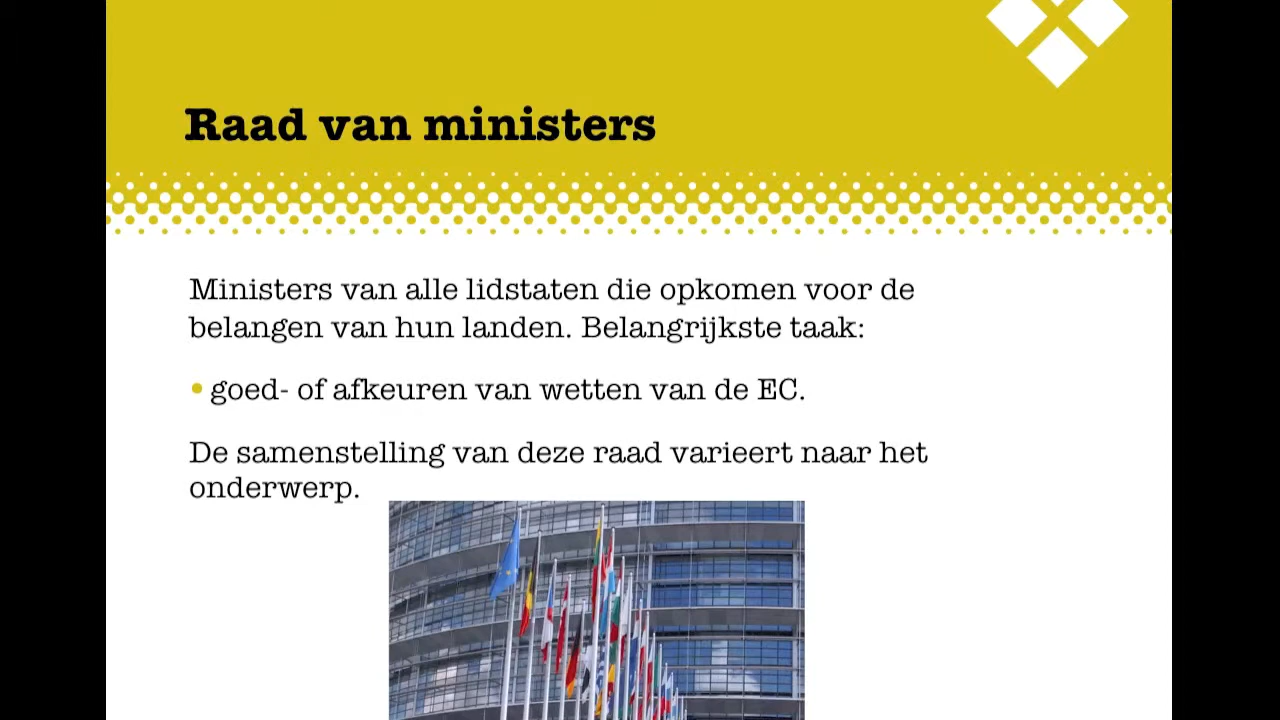 Raad van ministers
Ministers van alle lidstaten die opkomen voor de
belangen van hun landen. Belangrijkste taak:
• goed- of afkeuren van wetten van de EC.
De samenstelling van deze raad varieert naar het
onderwerp.